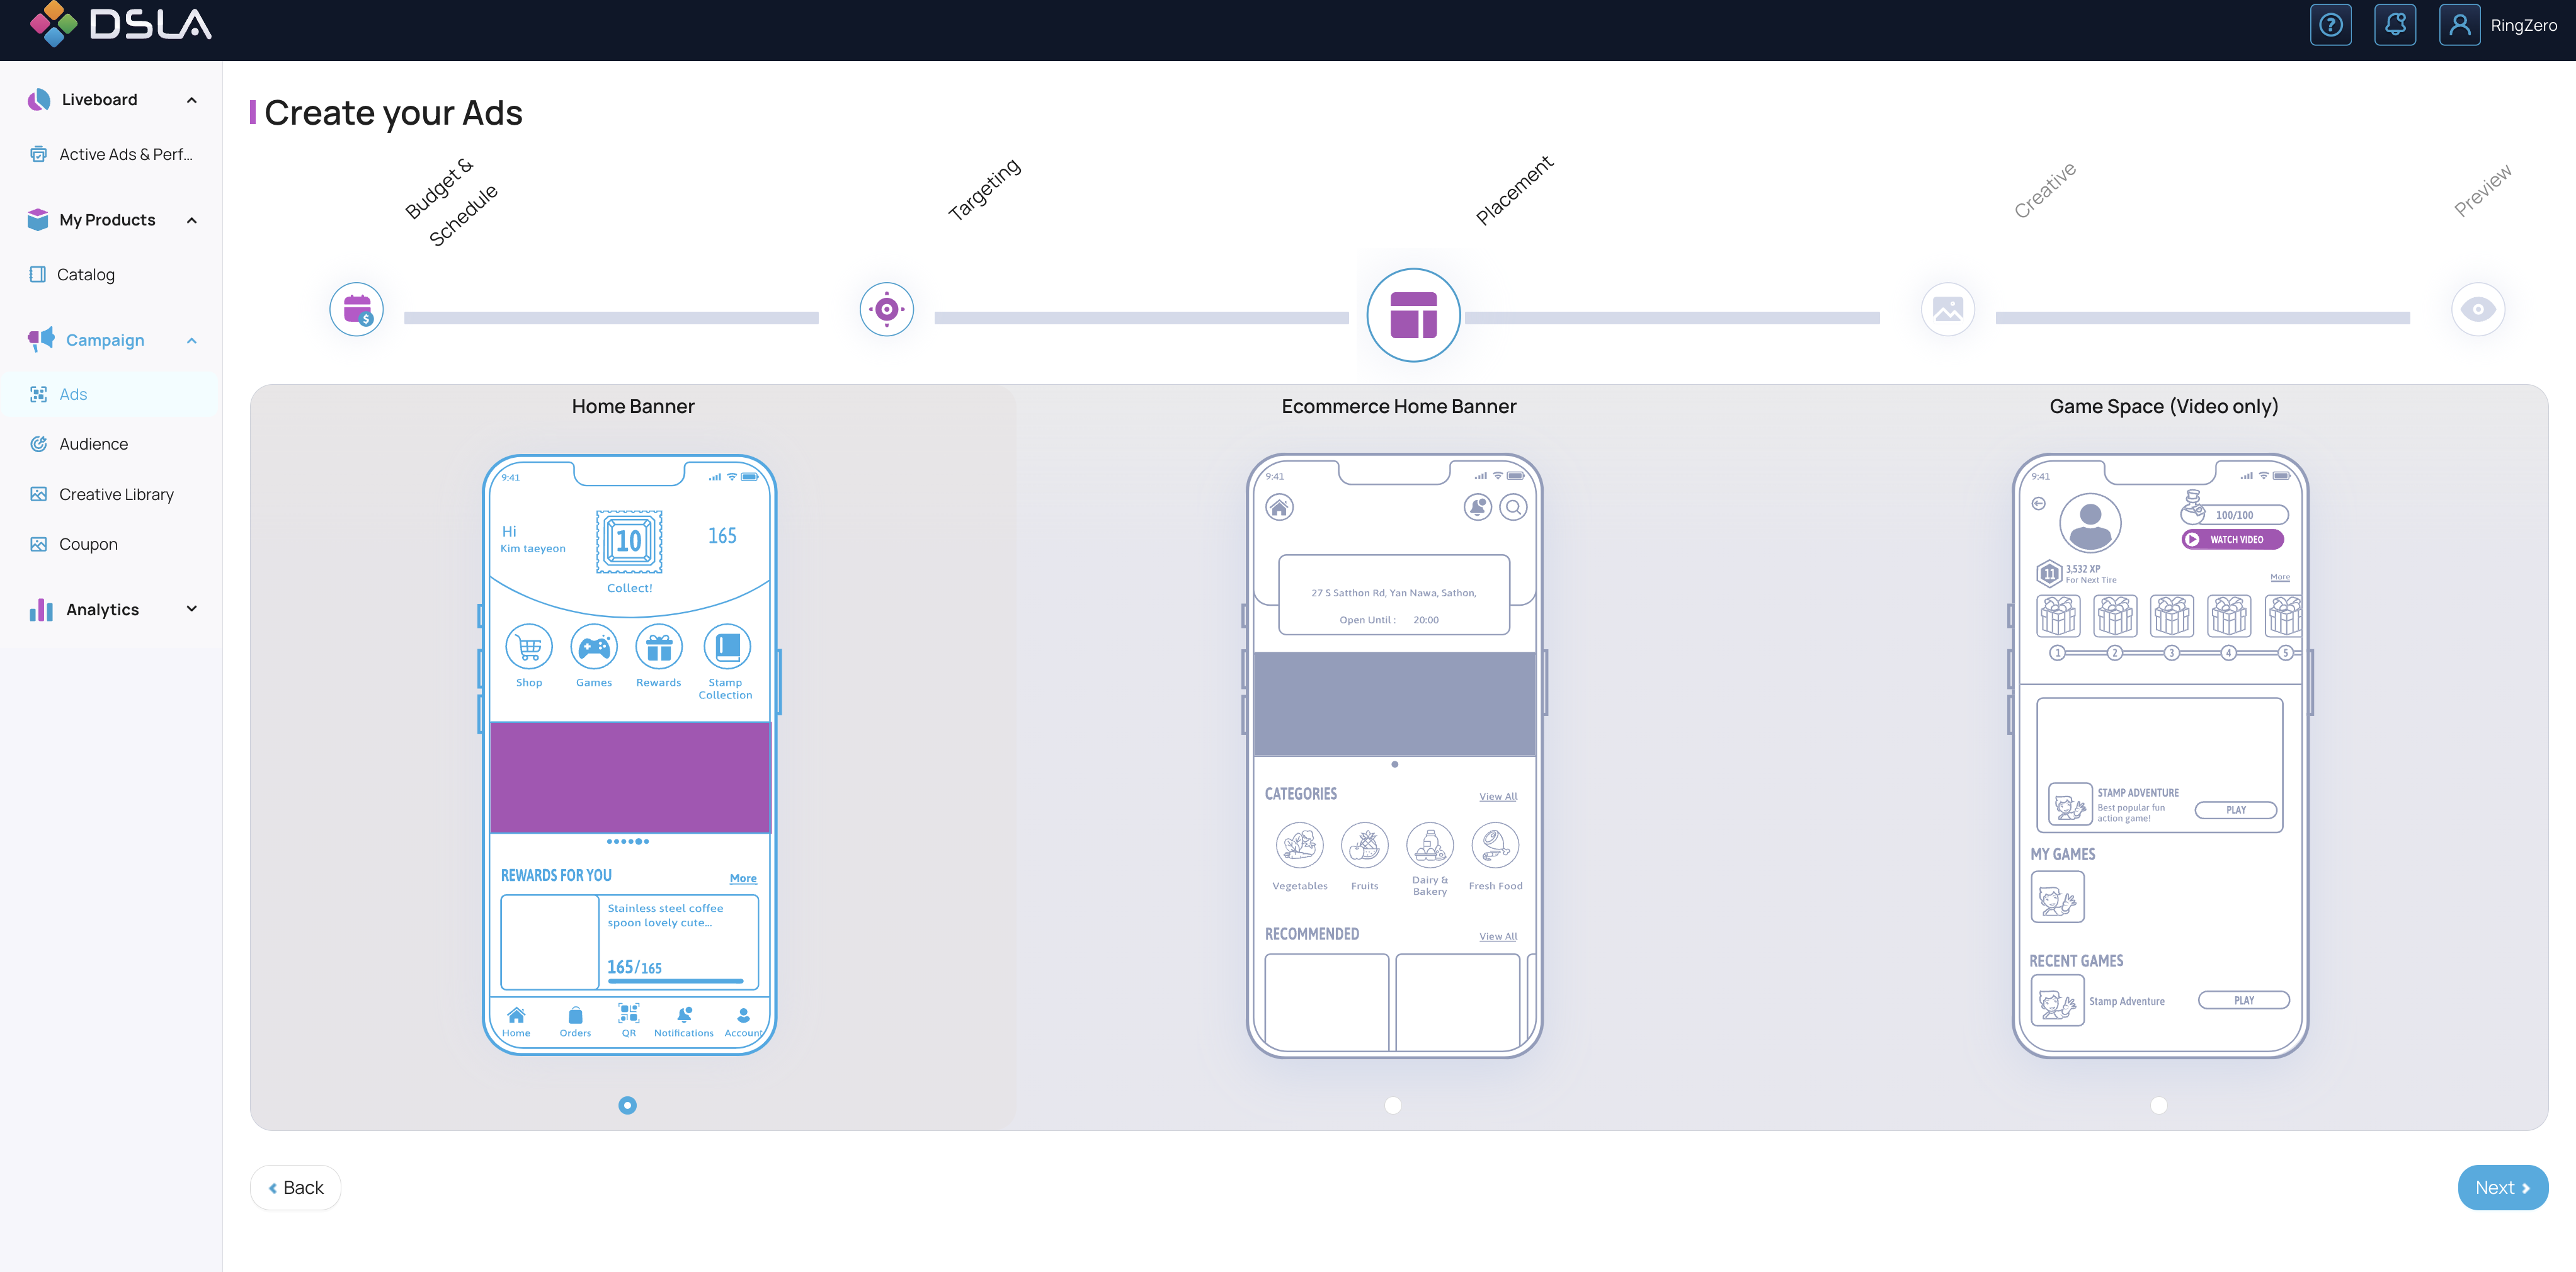 DSLA
RingZero
Liveboard
Active Ads & Perf...
My Products
Catalog
Campaign
Ads
Audience
Creative Library
Coupon
Analytics
Create your Ads
Budget &
Schedule
Targeting
Placement
Creative
Preview
$
Home Banner
9:41
Hi
Kim taeyeon
10
165
Collect!
Shop
Games
Rewards
Stamp
Collection
REWARDS FOR YOU
More
Stainless steel coffee
spoon lovely cute...
165/165
Home
Orders
QR
Notifications
Account
Ecommerce Home Banner
9:41
27 S Satthon Rd, Yan Nawa, Sathon,
Open Until : 20:00
CATEGORIES
View All
Vegetables
Fruits
Dairy &
Bakery
Fresh Food
RECOMMENDED
View All
Game Space (Video only)
9:41
100/100
WATCH VIDEO
11
3,532 XP
For Next Tire
More
1 2 3 4 5
STAMP ADVENTURE
Best popular fun
action game!
PLAY
MY GAMES
RECENT GAMES
Stamp Adventure
PLAY
Back
Next